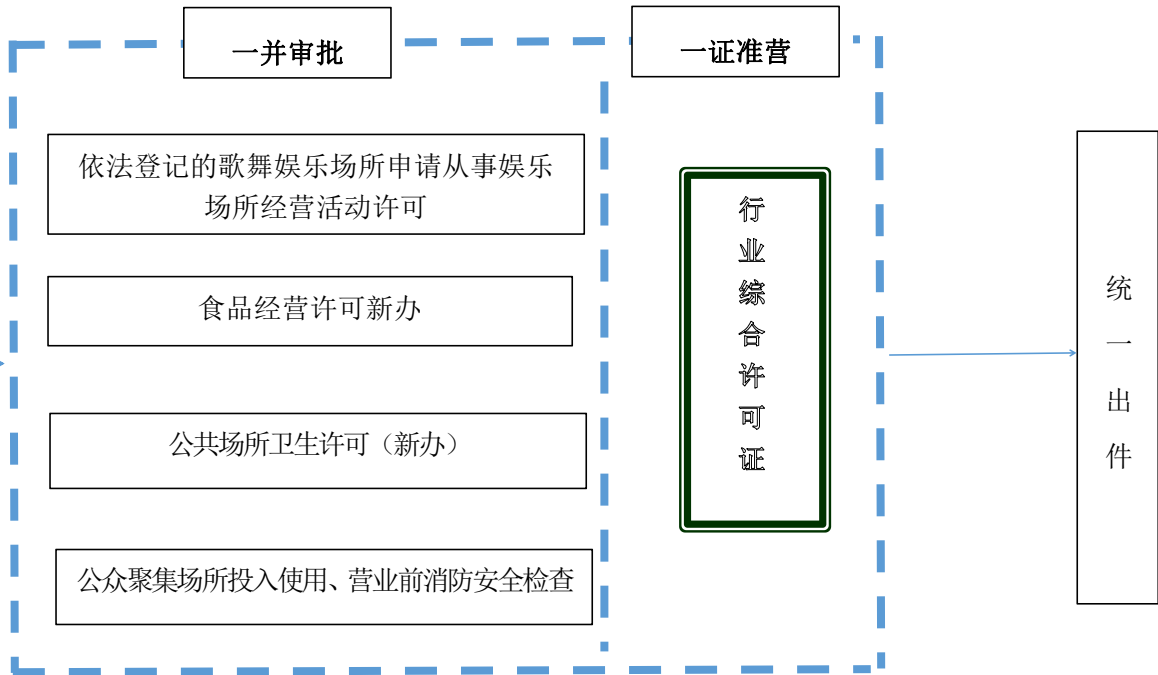 一并审批
一证准营
依法登记的歌舞娱乐场所申请从事娱乐
场所经营活动许可
食品经营许可新办
公共场所卫生许可（新办）
公众聚集场所投入使用、营业前消防安全检查
行
业
综
合
许
可
证
统
一
出
件